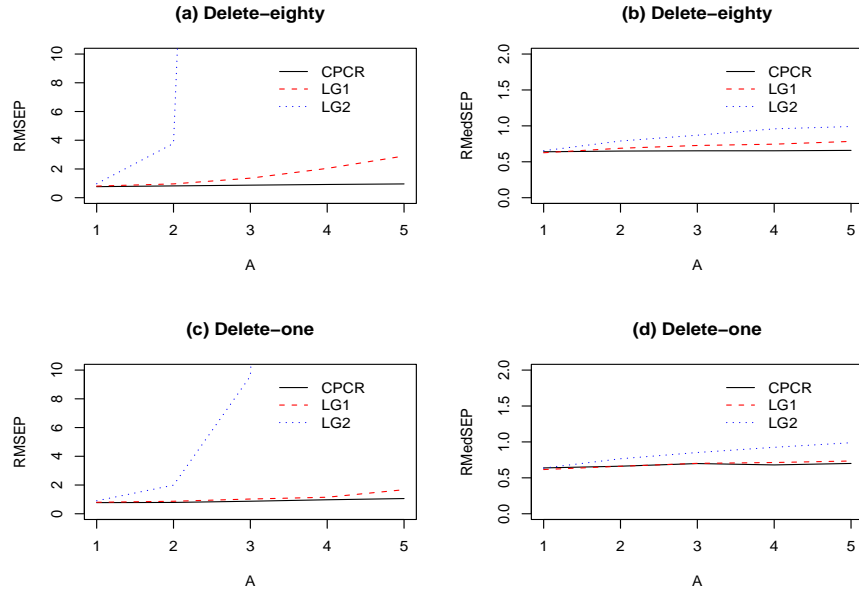 (a) Delete−eighty
RMSEP
10
8
6
4
2
0
CPCR
LG1
LG2
1 2 3 4 5
A
(b) Delete−eighty
RMedSEP
2.0
1.5
1.0
0.5
0.0
CPCR
LG1
LG2
1 2 3 4 5
A
(c) Delete−one
RMSEP
10
8
6
4
2
0
CPCR
LG1
LG2
1 2 3 4 5
A
(d) Delete−one
RMedSEP
2.0
1.5
1.0
0.5
0.0
CPCR
LG1
LG2
1 2 3 4 5
A